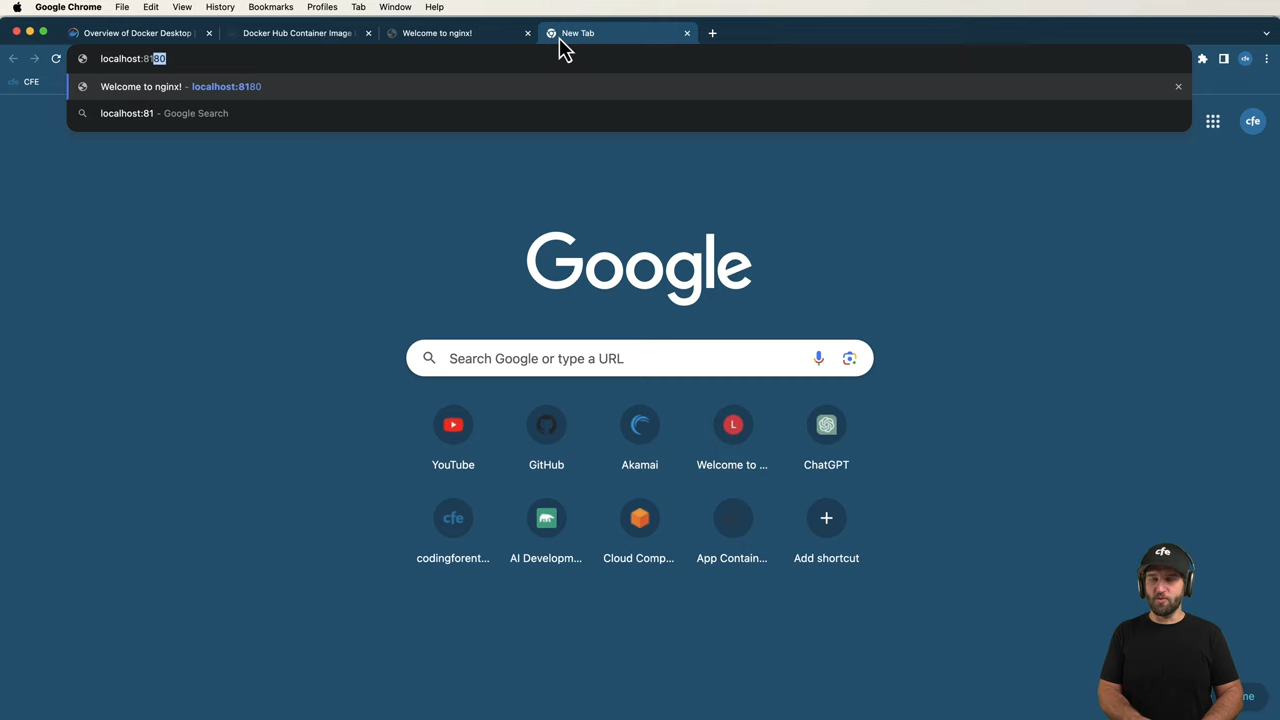 Google Chrome File Edit View History Bookmarks Profiles Tab Window Help
Overview of Docker Desktop Docker Hub Container Image Welcome to nginx! New Tab
localhost:8180
CFE cfe
Welcome to nginx! - localhost:8180
localhost:81 - Google Search
cfe
Google
Search Google or type a URL
L
YouTube GitHub Akamai Welcome to ... ChatGPT
cfe
codingforent... AI Developm... Cloud Comp... App Contain... Add shortcut
cfe